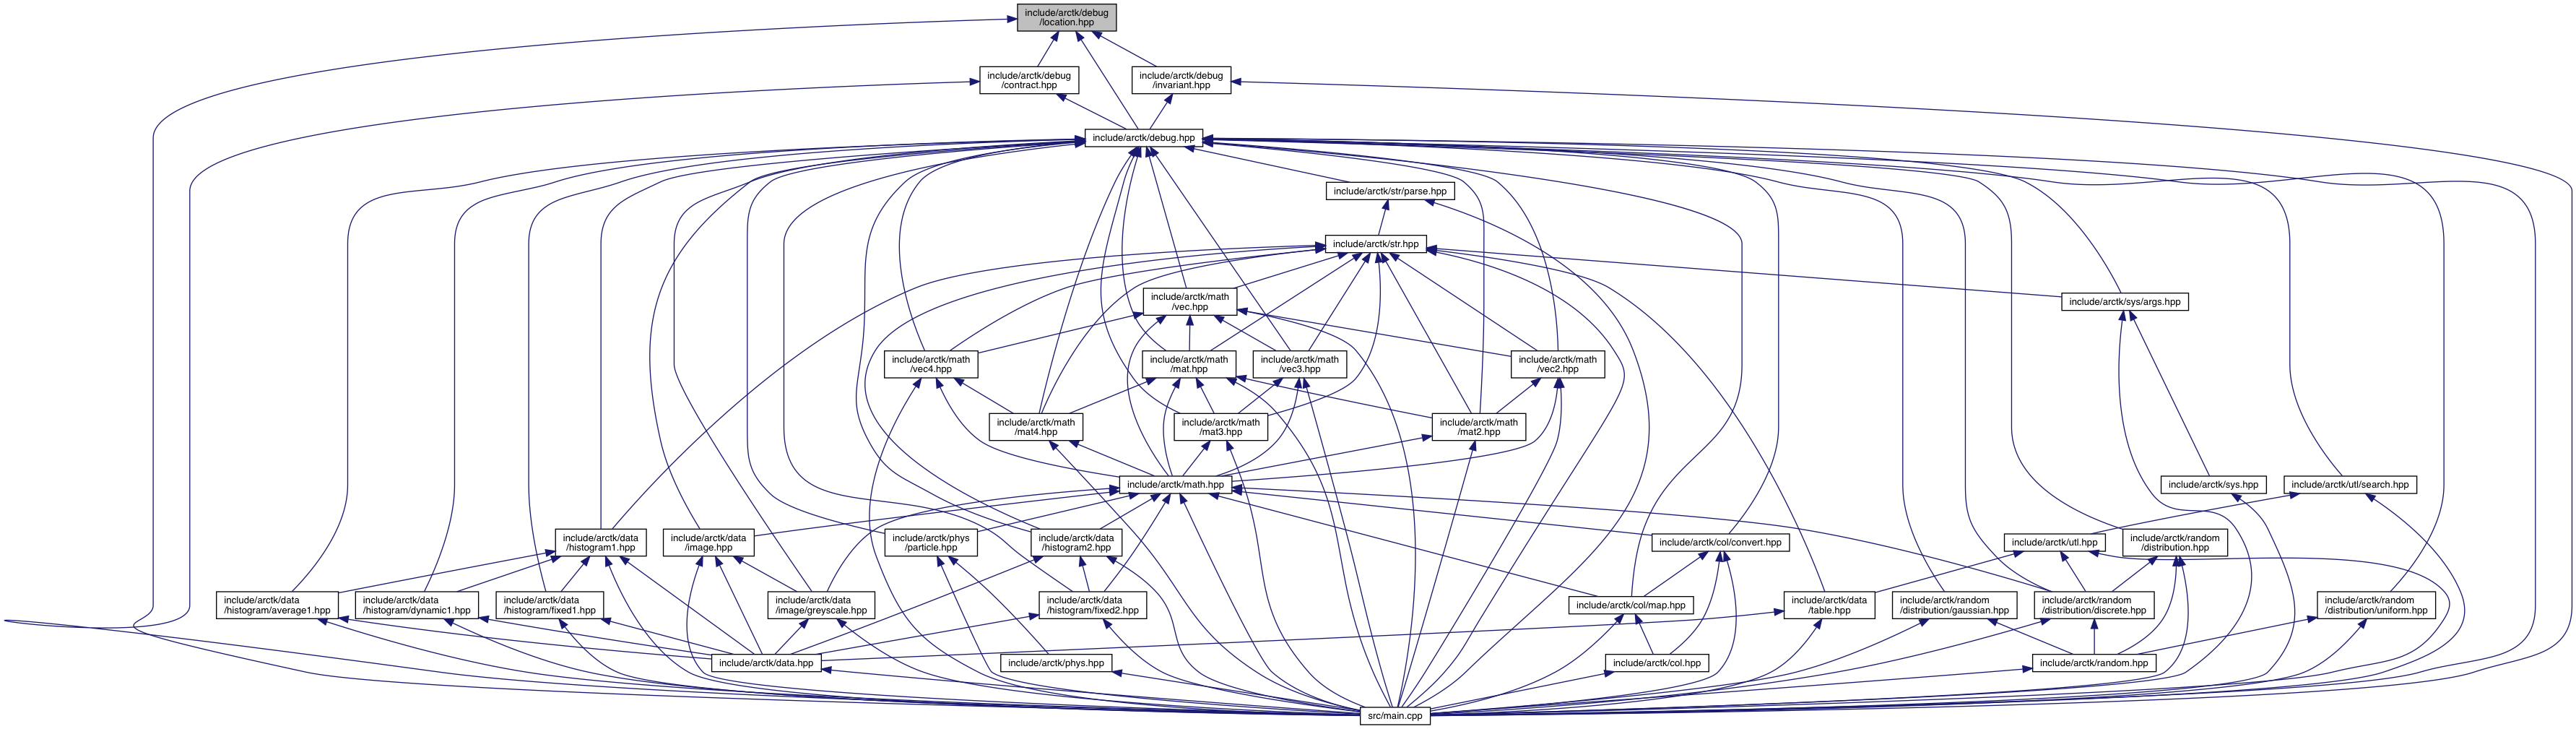 include/arctk/debug
/location.hpp
include/arctk/debug
/contract.hpp
include/arctk/debug
/invariant.hpp
include/arctk/debug.hpp
include/arctk/str/parse.hpp
include/arctk/str.hpp
include/arctk/math
/vec.hpp
include/arctk/sys/args.hpp
include/arctk/math
/vec4.hpp
include/arctk/math
/mat.hpp
include/arctk/math
/vec3.hpp
include/arctk/math
/vec2.hpp
include/arctk/math
/mat4.hpp
include/arctk/math
/mat3.hpp
include/arctk/math
/mat2.hpp
include/arctk/math.hpp
include/arctk/sys.hpp
include/arctk/utl/search.hpp
include/arctk/data
/histogram1.hpp
include/arctk/data
/image.hpp
include/arctk/phys
/particle.hpp
include/arctk/data
/histogram2.hpp
include/arctk/col/convert.hpp
include/arctk/utl.hpp
include/arctk/random
/distribution.hpp
include/arctk/data
/histogram/average1.hpp
include/arctk/data
/histogram/dynamic1.hpp
include/arctk/data
/histogram/fixed1.hpp
include/arctk/data
/image/greyscale.hpp
include/arctk/data
/histogram/fixed2.hpp
include/arctk/col/map.hpp
include/arctk/data
/table.hpp
include/arctk/random
/distribution/gaussian.hpp
include/arctk/random
/distribution/discrete.hpp
include/arctk/random
/distribution/uniform.hpp
include/arctk/data.hpp
include/arctk/phys.hpp
include/arctk/col.hpp
include/arctk/random.hpp
src/main.cpp